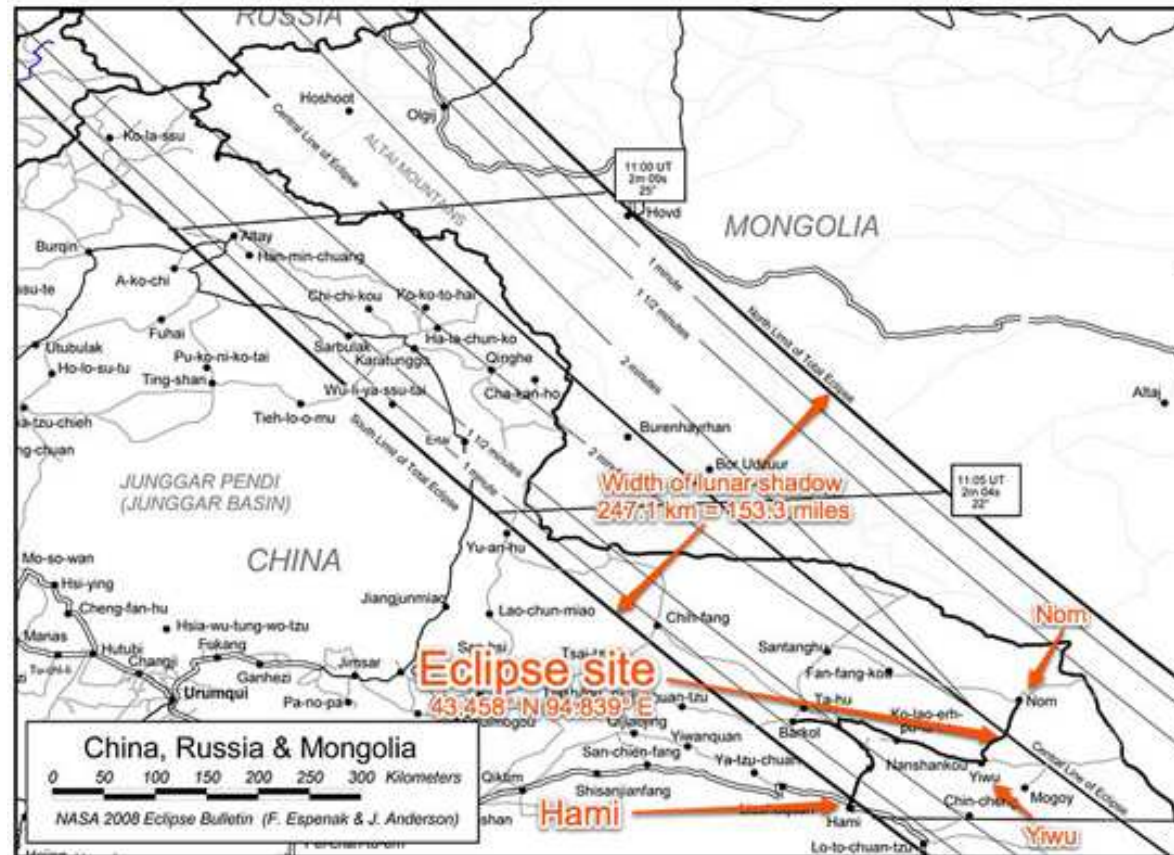 RUSSIA
Hoshoot
Olgij
Ko-la-ssu
Central Line of Eclipse
ALTAI MOUNTAINS
11:00 UT
2m 09s
25°
Hovd
MONGOLIA
Burqin
Altay
Han-min-chuang
A-ko-chi
Chi-chi-kou
Ko-ko-to-hai
1 minute
1 1/2 minutes
2 minutes
North Limit of Total Eclipse
Fuhai
Utubulak
Sarbulak
Ha-la-chun-ko
Karatunggu
Pu-ko-ni-ko-tai
Qinghe
Ho-lo-su-tu
Ting-shan
Cha-kan-ho
Wu-li-ya-ssu-tai
Altaj
Tieh-lo-o-mu
South Limit of Total Eclipse
Ertai
1 1/2 minutes
1 minute
Burenhayrhan
Bor Udzuur
JUNGGAR PENDI
(JUNGGAR BASIN)
Width of lunar shadow
247.1 km = 153.3 miles
11:05 UT
2m 04s
22°
Yu-an-hu
CHINA
Mo-so-wan
Hsi-ying
Cheng-fan-hu
Jiangjunmiao
Lao-chun-miao
Chih-fang
Nom
Hsia-wu-tung-wo-tzu
Manas
Hutubi
Fukang
Changji
Ganhezi
Jimsar
Santanghu
Fan-fang-kou
Eclipse site
43.458° N 94.839° E
Urumqui
Pa-no-pa
Ta-hu
Nom
Barkol
Qijiaojing
Yiwanquan
San-chien-fang
Ya-tzu-chuan
Nanshankou
Yiwu
Central Line of Eclipse
China, Russia & Mongolia
0 50 100 150 200 250 300 Kilometers
NASA 2008 Eclipse Bulletin (F. Espenak & J. Anderson)
Shisanjianfang
Chin-cheng
Mogoy
Hami
Hami
Yiwu
Lo-to-chuan-tzu